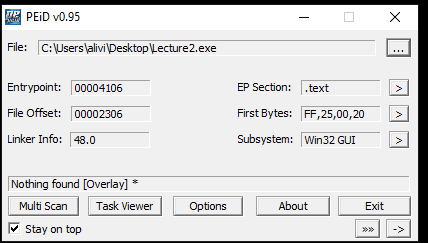 PEiD v0.95
File: C:\Users\alivi\Desktop\Lecture2.exe ...
Entrypoint: 00004106 EP Section: .text >
File Offset: 00002306 First Bytes: FF,25,00,20 >
Linker Info: 48.0 Subsystem: Win32 GUI >
Nothing found [Overlay] *
Multi Scan Task Viewer Options About Exit
Stay on top »» ->